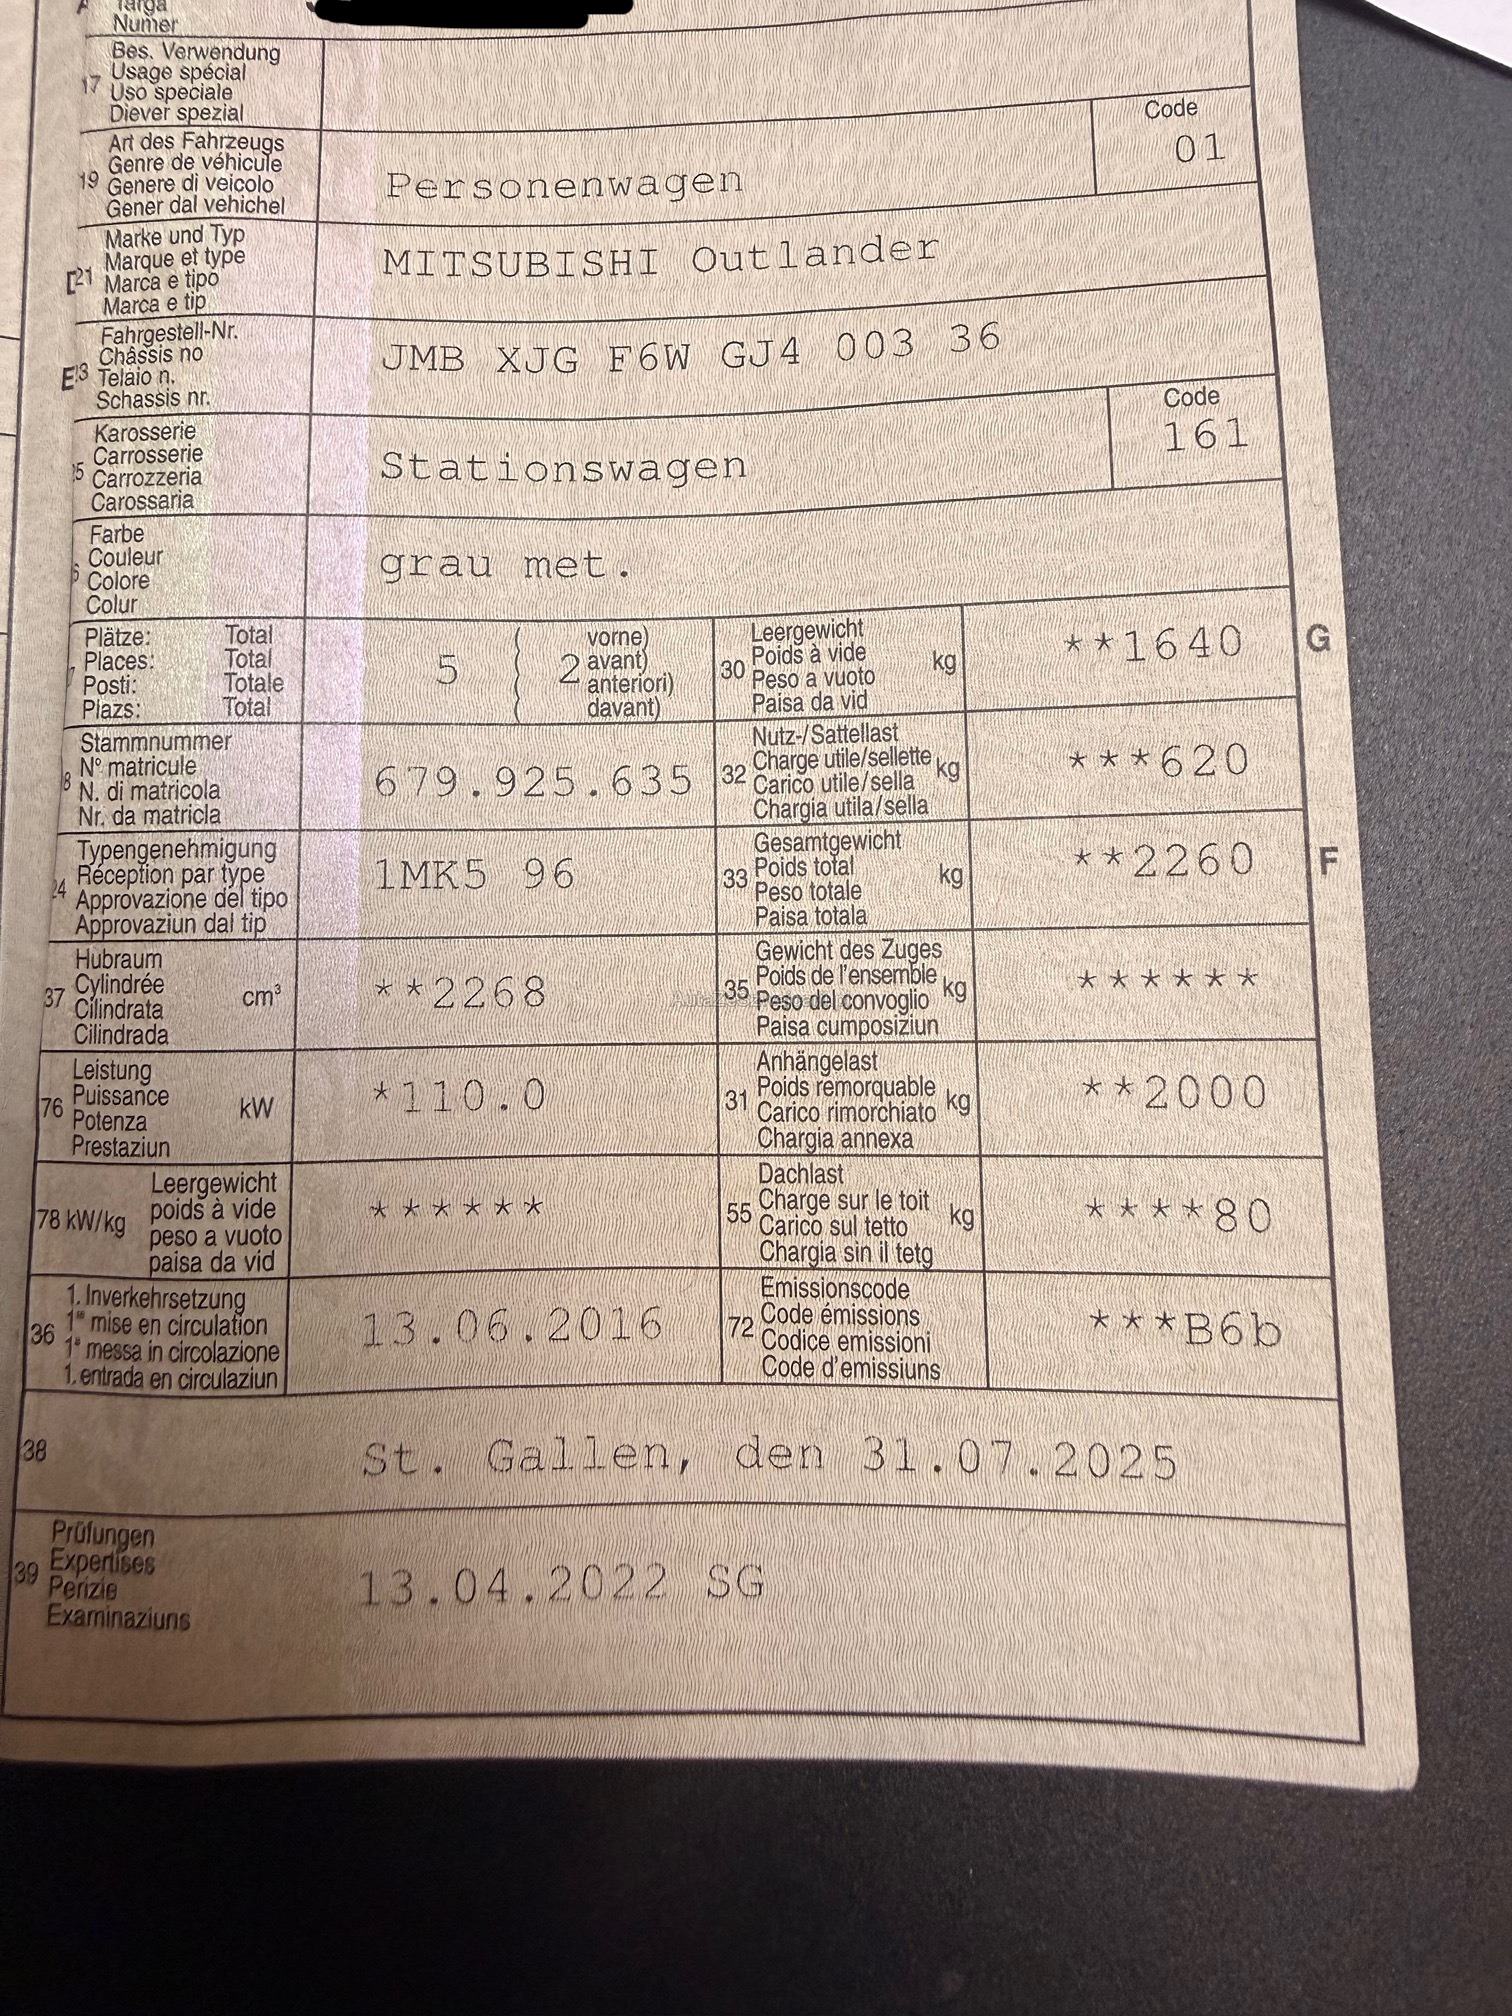 A Targa
Numer
17 Bes. Verwendung
Usage spécial
Uso speciale
Diever spezial
19 Art des Fahrzeugs
Genre de véhicule
Genere di veicolo
Gener dal vehichel
Personenwagen
Code
01
21 Marke und Typ
Marque et type
Marca e tipo
Marca e tip
MITSUBISHI Outlander
E Fahrgestell-Nr.
Châssis no
Telaio n.
Schassis nr.
JMB XJG F6W GJ4 003 36
Karosserie
Carrosserie
Carrozzeria
Carossaria
Stationswagen
Code
161
Farbe
Couleur
Colore
Colur
grau met.
Plätze: Total
Places: Total
Posti: Totale
Plazs: Total
5 ( 2 vorne)
avant)
anteriori)
davant)
30 Leergewicht
Poids à vide
Peso a vuoto
Paisa da vid
kg
**1640 G
Stammnummer
N° matricule
N. di matricola
Nr. da matricla
679.925.635
32 Nutz-/Sattellast
Charge utile/sellette
Carico utile/sella
Chargia utila/sella
kg
***620
Typengenehmigung
Réception par type
Approvazione del tipo
Approvaziun dal tip
1MK5 96
33 Gesamtgewicht
Poids total
Peso totale
Paisa totala
kg
**2260 F
37 Hubraum
Cylindrée
Cilindrata
Cilindrada
cm³
**2268
35 Gewicht des Zuges
Poids de l'ensemble
Peso del convoglio
Paisa cumposiziun
kg
******
76 Leistung
Puissance
Potenza
Prestaziun
kW
*110.0
31 Anhängelast
Poids remorquable
Carico rimorchiato
Chargia annexa
kg
**2000
78 kW/kg Leergewicht
poids à vide
peso a vuoto
paisa da vid
******
55 Dachlast
Charge sur le toit
Carico sul tetto
Chargia sin il tetg
kg
****80
36 1. Inverkehrsetzung
1re mise en circulation
1a messa in circolazione
1. entrada en circulaziun
13.06.2016
72 Emissionscode
Code émissions
Codice emissioni
Code d'emissiuns
***B6b
38
St. Gallen, den 31.07.2025
39 Prüfungen
Expertises
Perizie
Examinaziuns
13.04.2022 SG